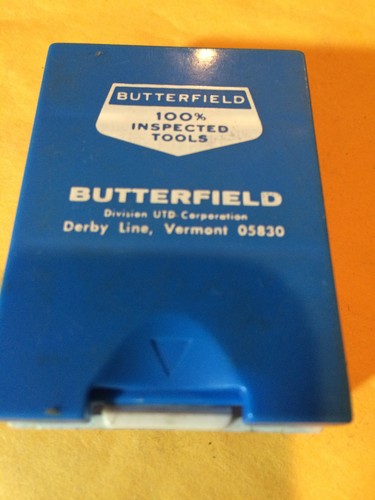 BUTTERFIELD
100%
INSPECTED
TOOLS
BUTTERFIELD
Division UTD Corporation
Derby Line, Vermont 05830